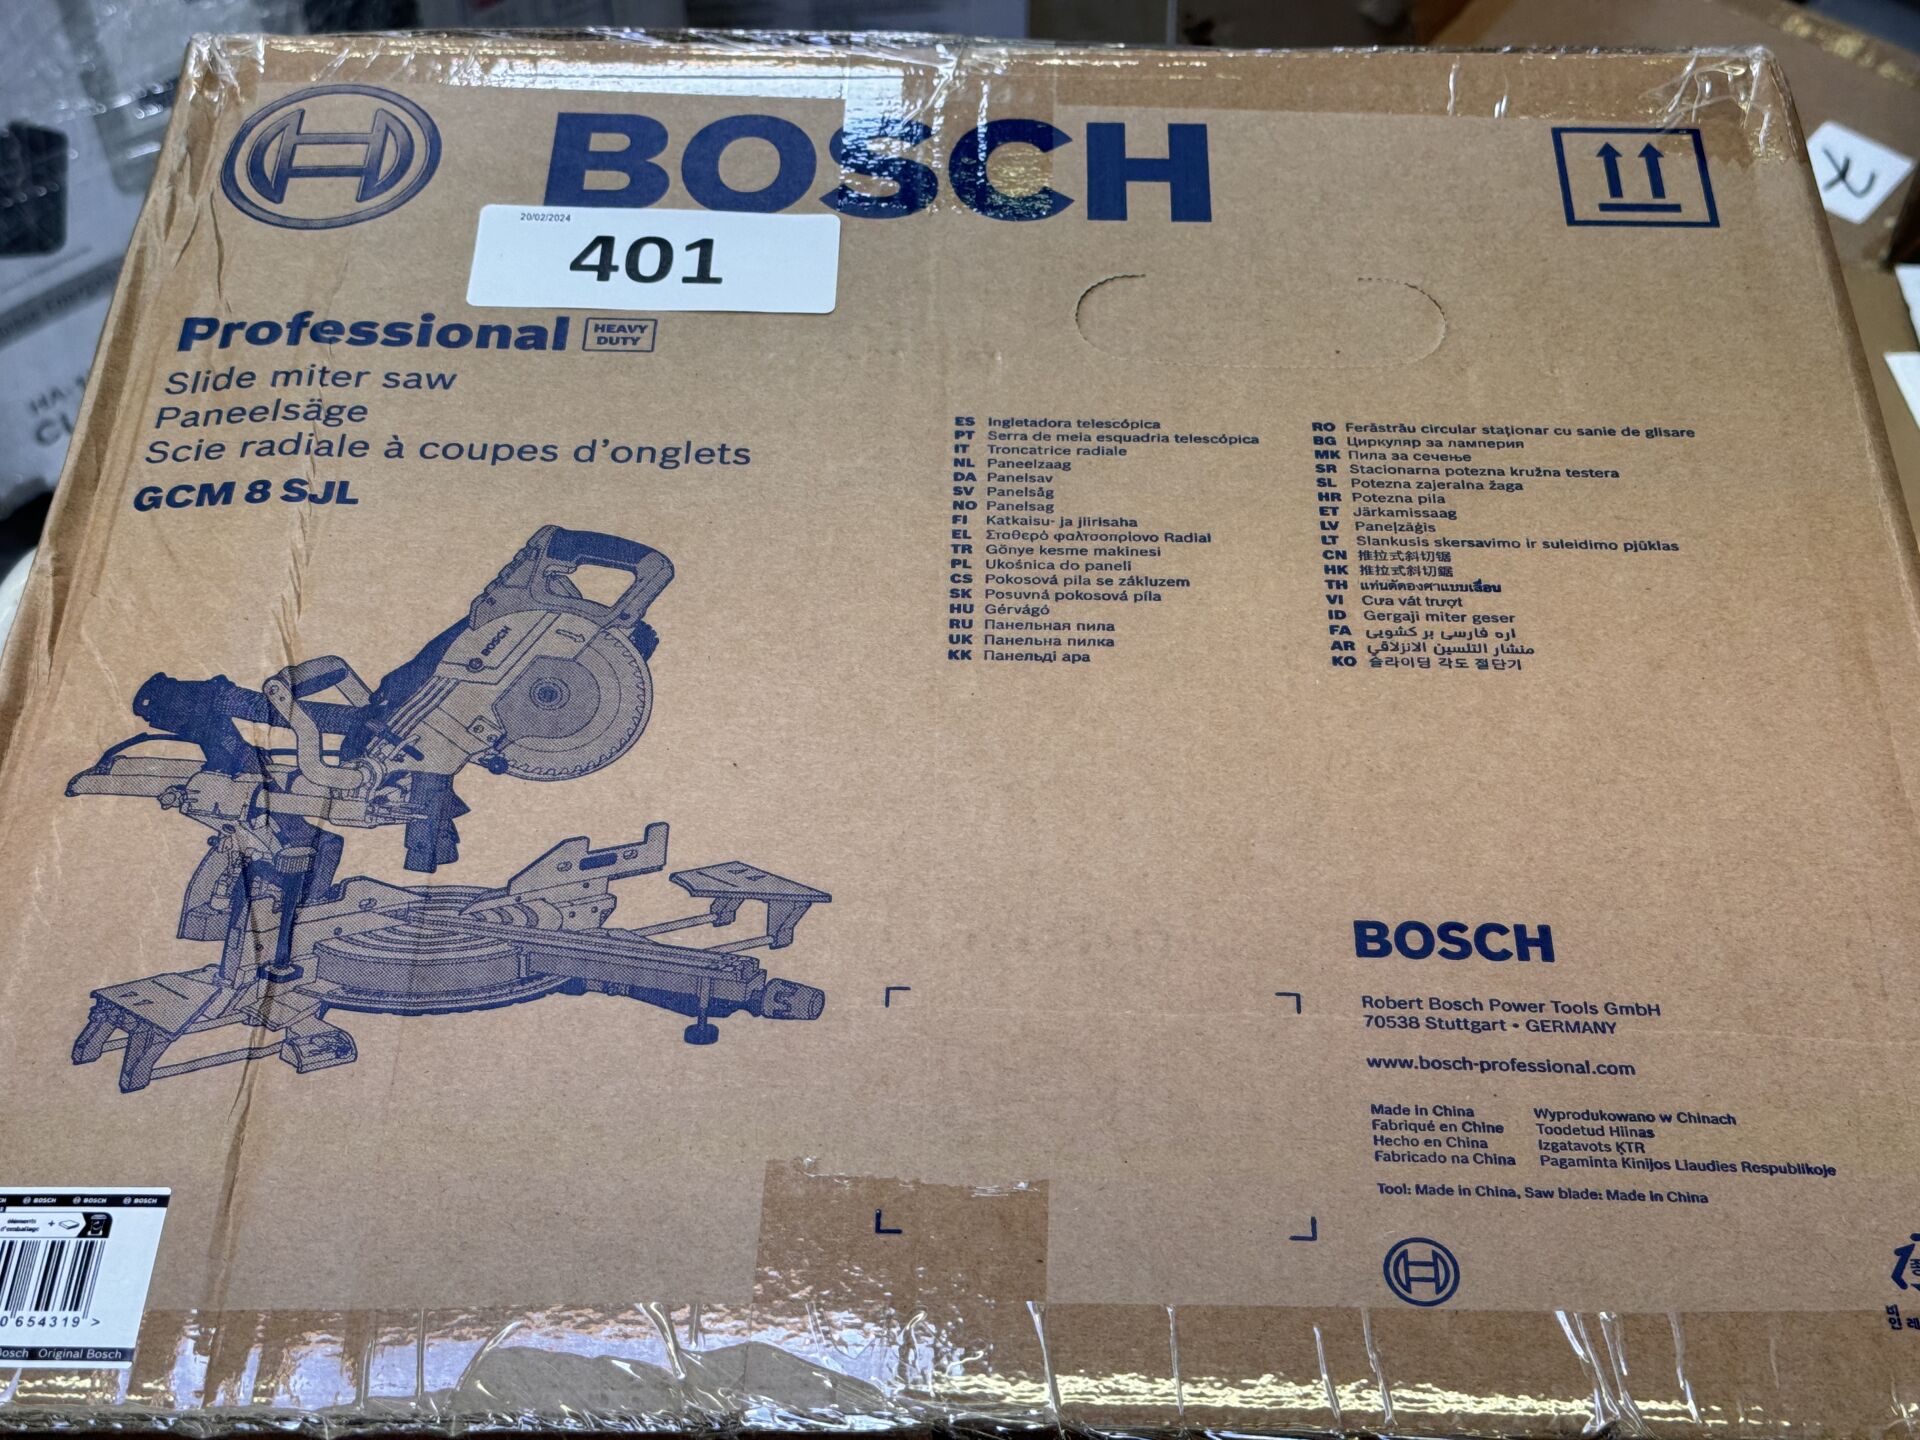 BOSCH
20/02/2024
401
Professional HEAVY DUTY
Slide miter saw
Paneelsäge
Scie radiale à coupes d'onglets
GCM 8 SJL
BOSCH
ES Ingletadora telescópica
PT Serra de meia esquadria telescópica
IT Troncatrice radiale
NL Paneelzaag
DA Panelsav
SV Panelsåg
NO Panelsag
FI Katkaisu- ja jiirisaha
EL Σταθερό φαλτσοπρίονο Radial
TR Gönye kesme makinesi
PL Ukośnica do paneli
CS Pokosová pila se zákluzem
SK Posuvná pokosová píla
HU Gérvágó
RU Панельная пила
UK Панельна пилка
KK Панельді ара
RO Ferăstrău circular staționar cu sanie de glisare
BG Циркуляр за ламперия
MK Пила за сечење
SR Stacionarna potezna kružna testera
SL Potezna zajeralna žaga
HR Potezna pila
ET Järkamissaag
LV Paneļzāģis
LT Slankusis skersavimo ir suleidimo pjūklas
CN 推拉式斜切锯
HK 推拉式斜切鋸
TH แท่นตัดองศาแบบเลื่อน
VI Cưa vát trượt
ID Gergaji miter geser
FA اره فارسی بر کشویی
AR منشار التلسين الانزلاقي
KO 슬라이딩 각도 절단기
BOSCH
Robert Bosch Power Tools GmbH
70538 Stuttgart • GERMANY
www.bosch-professional.com
Made in China
Fabriqué en Chine
Hecho en China
Fabricado na China
Wyprodukowano w Chinach
Toodetud Hiinas
Izgatavots ĶTR
Pagaminta Kinijos Liaudies Respublikoje
Tool: Made in China, Saw blade: Made in China
BOSCH BOSCH BOSCH
éléments
d'emballage +
0 654319 >
Bosch Original Bosch